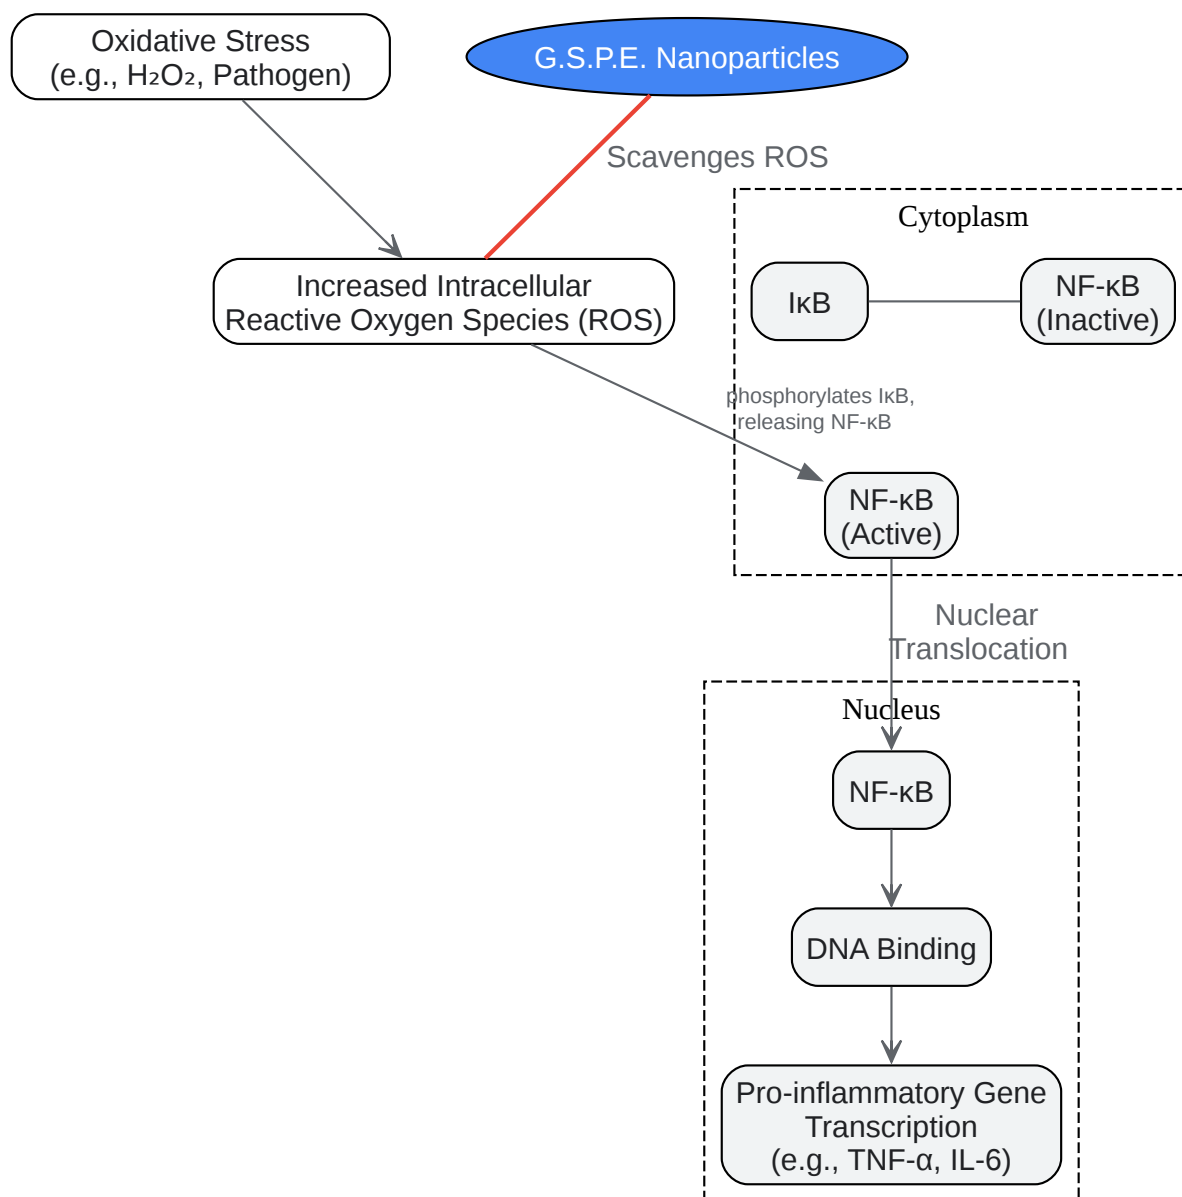 Oxidative Stress
(e.g., H₂O₂, Pathogen)
G.S.P.E. Nanoparticles
Scavenges ROS
Increased Intracellular
Reactive Oxygen Species (ROS)
Cytoplasm
IκB
NF-κB
(Inactive)
phosphorylates IκB,
releasing NF-κB
NF-κB
(Active)
Nuclear
Translocation
Nucleus
NF-κB
DNA Binding
Pro-inflammatory Gene
Transcription
(e.g., TNF-α, IL-6)